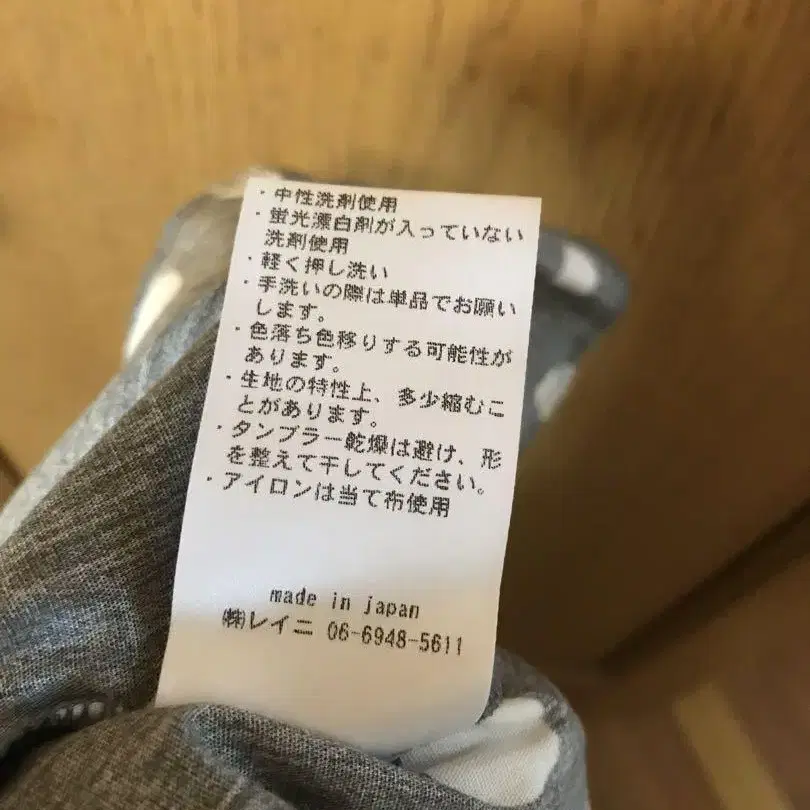 ・中性洗剤使用
・蛍光漂白剤が入っていない
洗剤使用
・軽く押し洗い
・手洗いの際は単品でお願い
します。
・色落ち色移りする可能性が
あります。
・生地の特性上、多少縮むこ
とがあります。
・タンブラー乾燥は避け、形
を整えて干してください。
・アイロンは当て布使用
made in japan
㈱レイニ 06-6948-5611